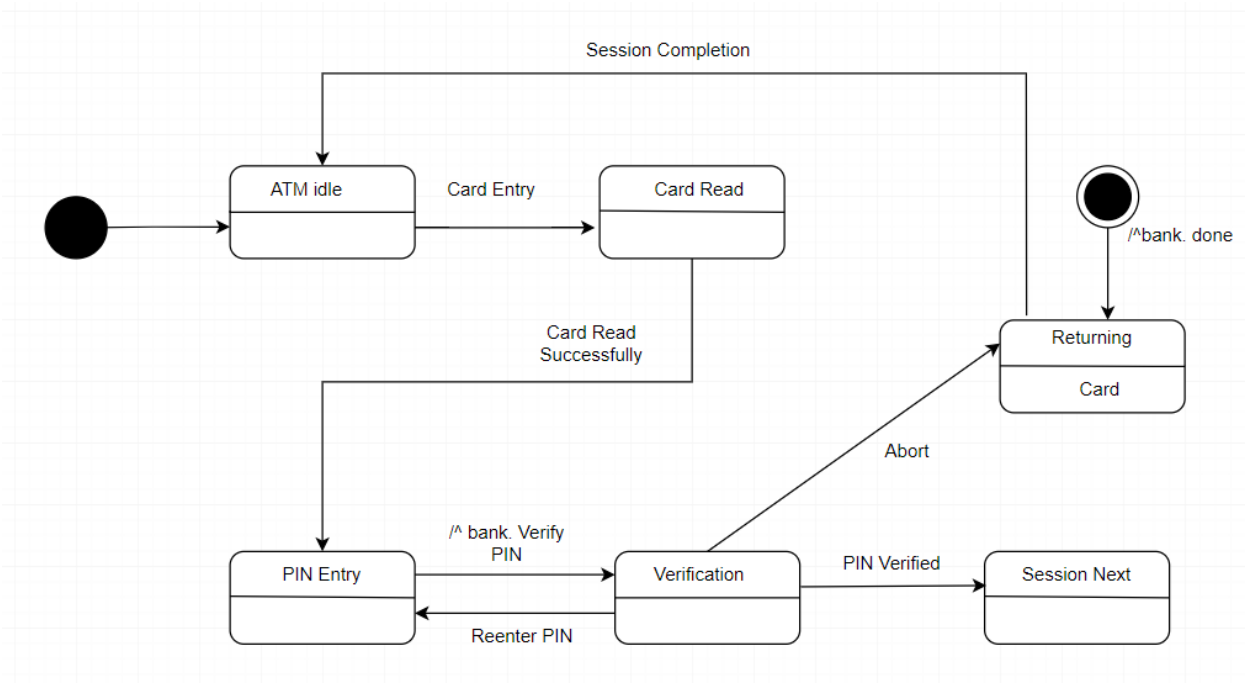 Session Completion
ATM idle
Card Entry
Card Read
/^bank. done
Card Read
Successfully
Returning
Card
Abort
/^ bank. Verify
PIN
PIN Entry
Verification
PIN Verified
Session Next
Reenter PIN